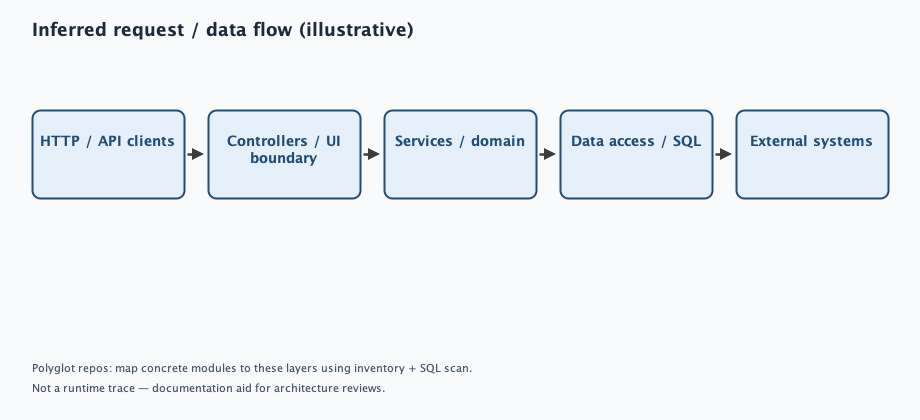 Inferred request / data flow (illustrative)
HTTP / API clients
Controllers / UI
boundary
Services / domain
Data access / SQL
External systems
Polyglot repos: map concrete modules to these layers using inventory + SQL scan.
Not a runtime trace — documentation aid for architecture reviews.